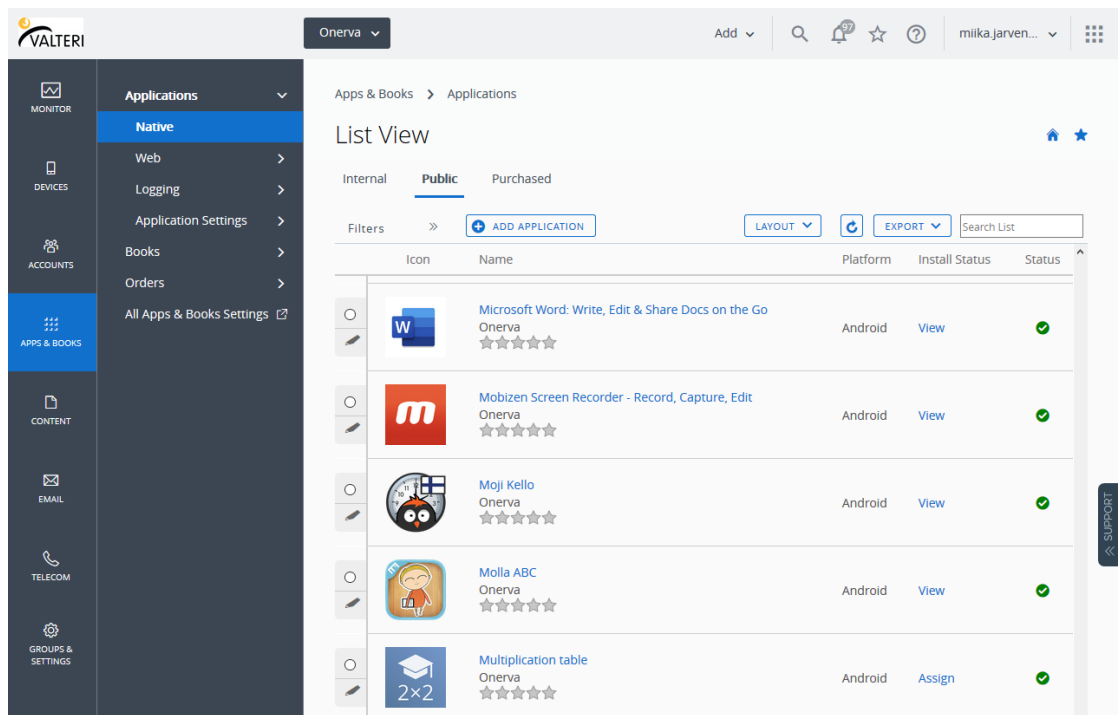 VALTERI
Onerva
Add
97
miika.jarven...
MONITOR
DEVICES
ACCOUNTS
APPS & BOOKS
CONTENT
EMAIL
TELECOM
GROUPS &
SETTINGS
Applications
Native
Web
Logging
Application Settings
Books
Orders
All Apps & Books Settings
Apps & Books > Applications
List View
Internal Public Purchased
Filters » ADD APPLICATION LAYOUT EXPORT Search List
Icon Name Platform Install Status Status
W
Microsoft Word: Write, Edit & Share Docs on the Go
Onerva
Android View
m
Mobizen Screen Recorder - Record, Capture, Edit
Onerva
Android View
Moji Kello
Onerva
Android View
Molla ABC
Onerva
Android View
2×2
Multiplication table
Onerva
Android Assign
SUPPORT